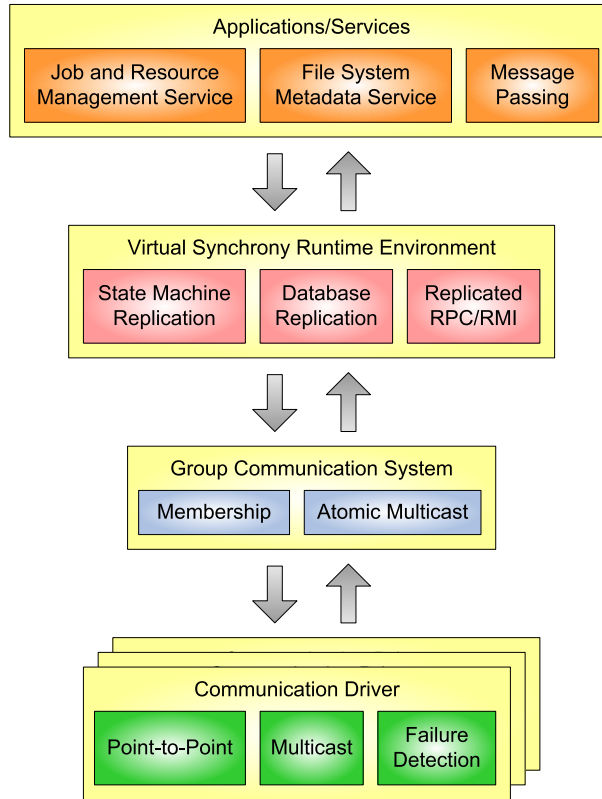 Applications/Services
Job and Resource
Management Service
File System
Metadata Service
Message
Passing
Virtual Synchrony Runtime Environment
State Machine
Replication
Database
Replication
Replicated
RPC/RMI
Group Communication System
Membership
Atomic Multicast
Communication Driver
Point-to-Point
Multicast
Failure
Detection